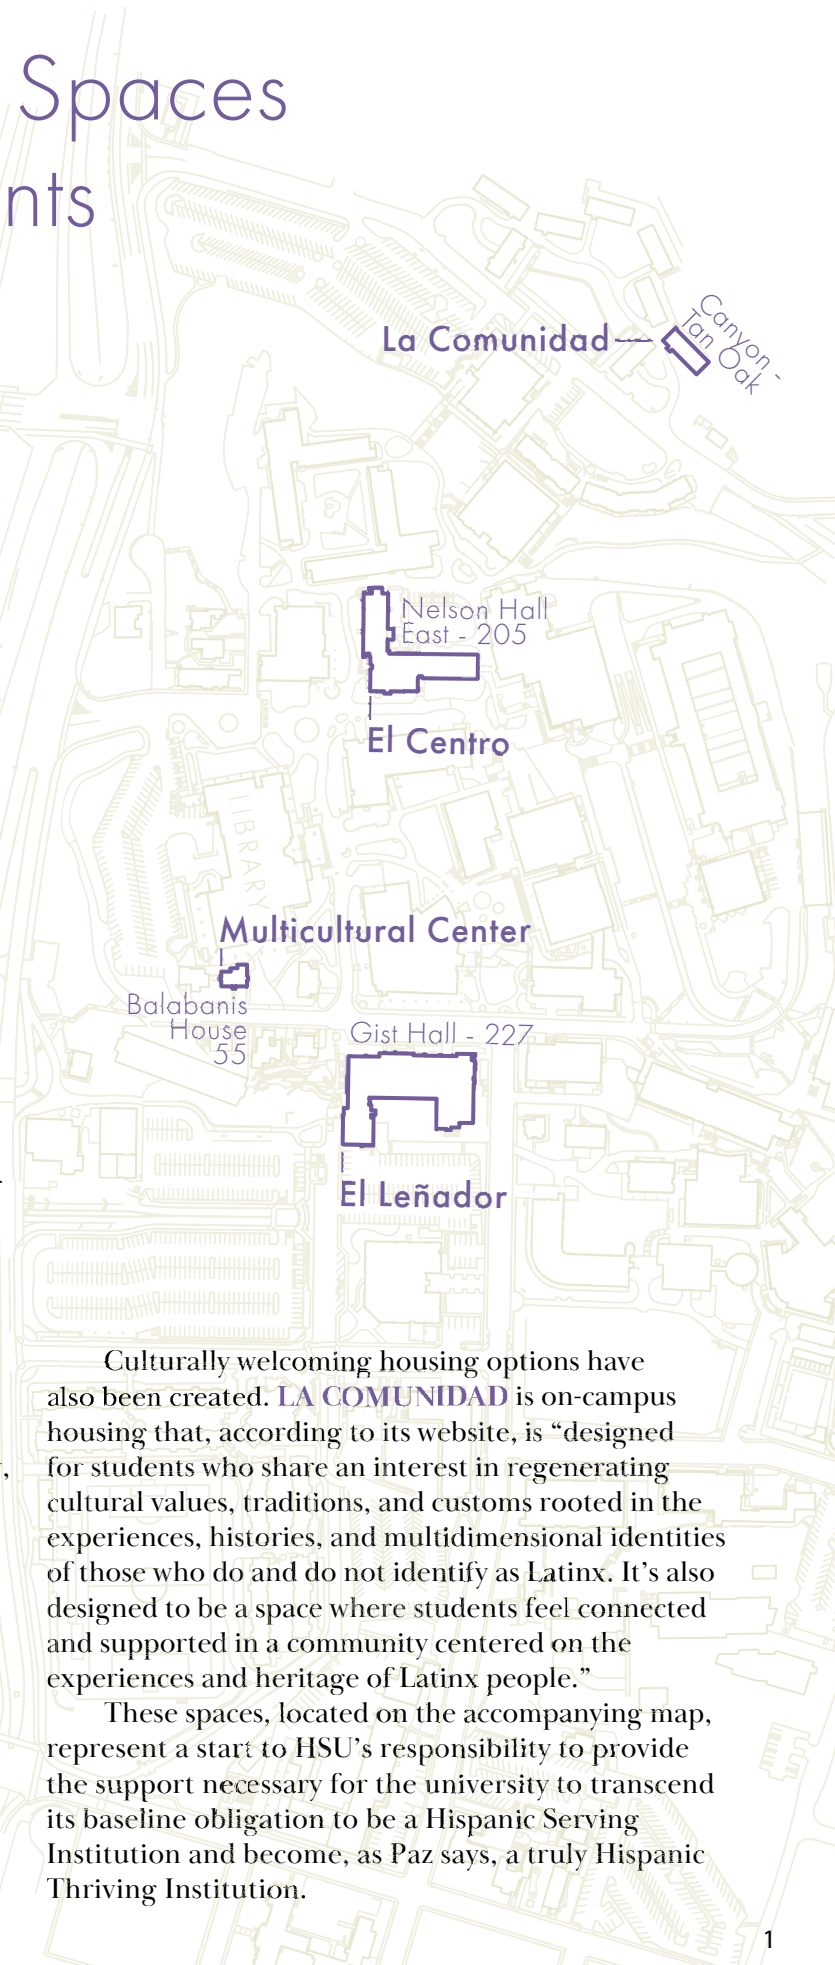 Spaces
nts
La Comunidad
Canyon -
Tan Oak
Nelson Hall
East - 205
El Centro
LIBRARY
Multicultural Center
Balabanis
House
55
Gist Hall - 227
El Leñador
Culturally welcoming housing options have
also been created. LA COMUNIDAD is on-campus
housing that, according to its website, is “designed
for students who share an interest in regenerating
cultural values, traditions, and customs rooted in the
experiences, histories, and multidimensional identities
of those who do and do not identify as Latinx. It’s also
designed to be a space where students feel connected
and supported in a community centered on the
experiences and heritage of Latinx people.”
These spaces, located on the accompanying map,
represent a start to HSU’s responsibility to provide
the support necessary for the university to transcend
its baseline obligation to be a Hispanic Serving
Institution and become, as Paz says, a truly Hispanic
Thriving Institution.
1